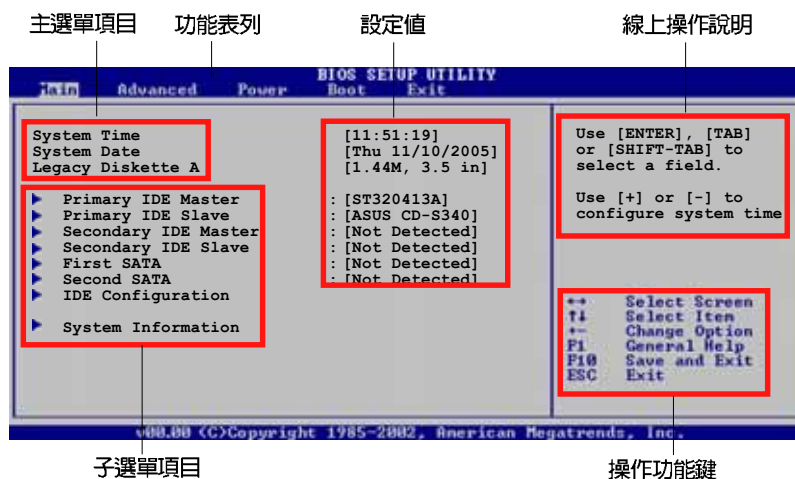 主選單項目 功能表列 設定值 線上操作說明
BIOS SETUP UTILITY
Main Advanced Power Boot Exit
System Time [11:51:19]
System Date [Thu 11/10/2005]
Legacy Diskette A [1.44M, 3.5 in]
Primary IDE Master : [ST320413A]
Primary IDE Slave : [ASUS CD-S340]
Secondary IDE Master : [Not Detected]
Secondary IDE Slave : [Not Detected]
First SATA : [Not Detected]
Second SATA : [Not Detected]
IDE Configuration
System Information
Use [ENTER], [TAB]
or [SHIFT-TAB] to
select a field.
Use [+] or [-] to
configure system time
↔ Select Screen
↑↓ Select Item
+- Change Option
F1 General Help
F10 Save and Exit
ESC Exit
v00.00 (C)Copyright 1985-2002, American Megatrends, Inc.
子選單項目 操作功能鍵